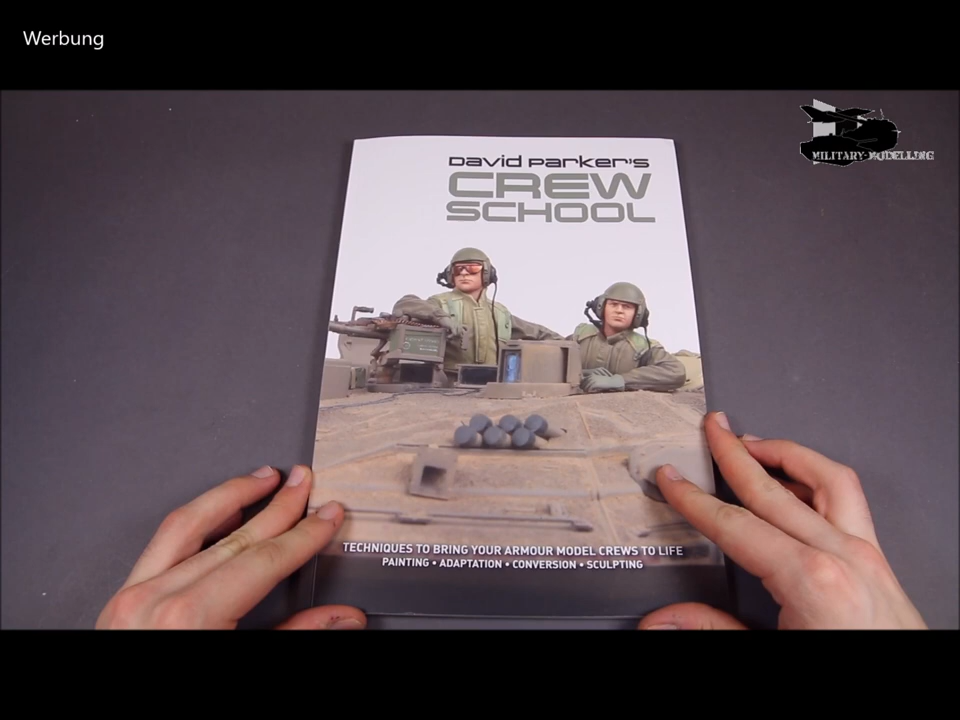 Werbung
MILITARY-MODELLING
DAVID PARKER'S
CREW
SCHOOL
TECHNIQUES TO BRING YOUR ARMOUR MODEL CREWS TO LIFE
PAINTING • ADAPTATION • CONVERSION • SCULPTING